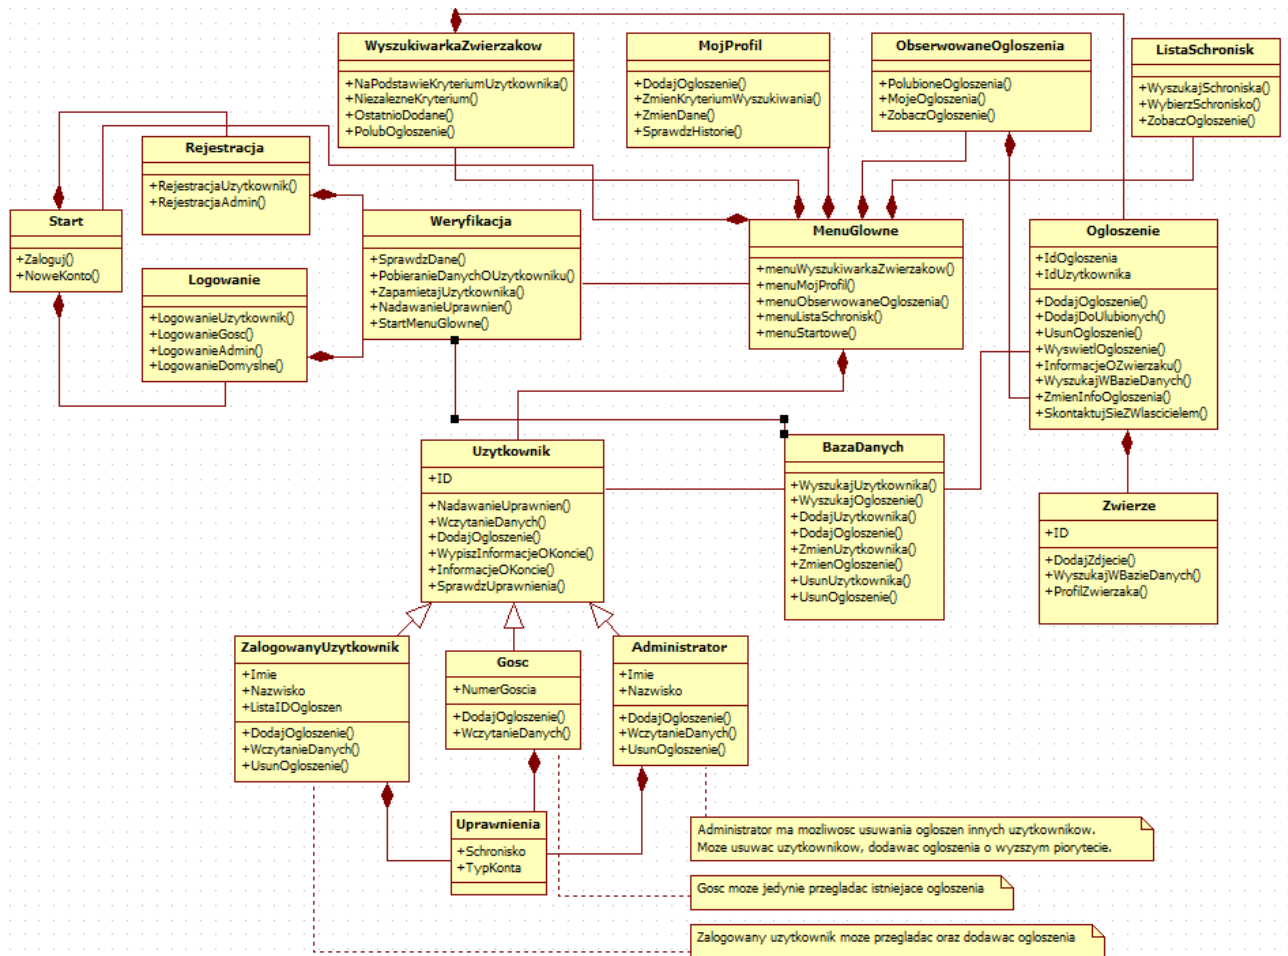 WyszukiwarkaZwierzakow
+NaPodstawieKryteriumUzytkownika()
+NiezalezneKryterium()
+OstatnioDodane()
+PolubOgloszenie()
MojProfil
+DodajOgloszenie()
+ZmienKryteriumWyszukiwania()
+ZmienDane()
+SprawdzHistorie()
ObserwowaneOgloszenia
+PolubioneOgloszenia()
+MojeOgloszenia()
+ZobaczOgloszenie()
ListaSchronisk
+WyszukajSchroniska()
+WybierzSchronisko()
+ZobaczOgloszenie()
Rejestracja
+RejestracjaUzytkownik()
+RejestracjaAdmin()
Start
+Zaloguj()
+NoweKonto()
Weryfikacja
+SprawdzDane()
+PobieranieDanychOUzytkowniku()
+ZapamietajUzytkownika()
+NadawanieUprawnien()
+StartMenuGlowne()
MenuGlowne
+menuWyszukiwarkaZwierzakow()
+menuMojProfil()
+menuObserwowaneOgloszenia()
+menuListaSchronisk()
+menuStartowe()
Ogloszenie
+IdOgloszenia
+IdUzytkownika
+DodajOgloszenie()
+DodajDoUlubionych()
+UsunOgloszenie()
+WyswietlOgloszenie()
+InformacjeOZwierzaku()
+WyszukajWBazieDanych()
+ZmienInfoOgloszenia()
+SkontaktujSieZWlascicielem()
Logowanie
+LogowanieUzytkownik()
+LogowanieGosc()
+LogowanieAdmin()
+LogowanieDomyslne()
Uzytkownik
+ID
+NadawanieUprawnien()
+WczytanieDanych()
+DodajOgloszenie()
+WypiszInformacjeOKoncie()
+InformacjeOKoncie()
+SprawdzUprawnienia()
BazaDanych
+WyszukajUzytkownika()
+WyszukajOgloszenie()
+DodajUzytkownika()
+DodajOgloszenie()
+ZmienUzytkownika()
+ZmienOgloszenie()
+UsunUzytkownika()
+UsunOgloszenie()
Zwierze
+ID
+DodajZdjecie()
+WyszukajWBazieDanych()
+ProfilZwierzaka()
ZalogowanyUzytkownik
+Imie
+Nazwisko
+ListaIDOgloszen
+DodajOgloszenie()
+WczytanieDanych()
+UsunOgloszenie()
Gosc
+NumerGoscia
+DodajOgloszenie()
+WczytanieDanych()
Administrator
+Imie
+Nazwisko
+DodajOgloszenie()
+WczytanieDanych()
+UsunOgloszenie()
Uprawnienia
+Schronisko
+TypKonta
Administrator ma mozliwosc usuwania ogloszen innych uzytkownikow.
Moze usuwac uzytkownikow, dodawac ogloszenia o wyzszym piorytecie.
Gosc moze jedynie przegladac istniejace ogloszenia
Zalogowany uzytkownik moze przegladac oraz dodawac ogloszenia